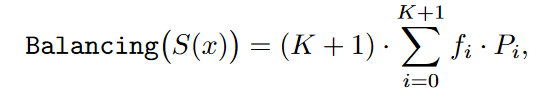 Balancing(S(x)) = (K + 1) · ∑_{i=0}^{K+1} f_i · P_i,